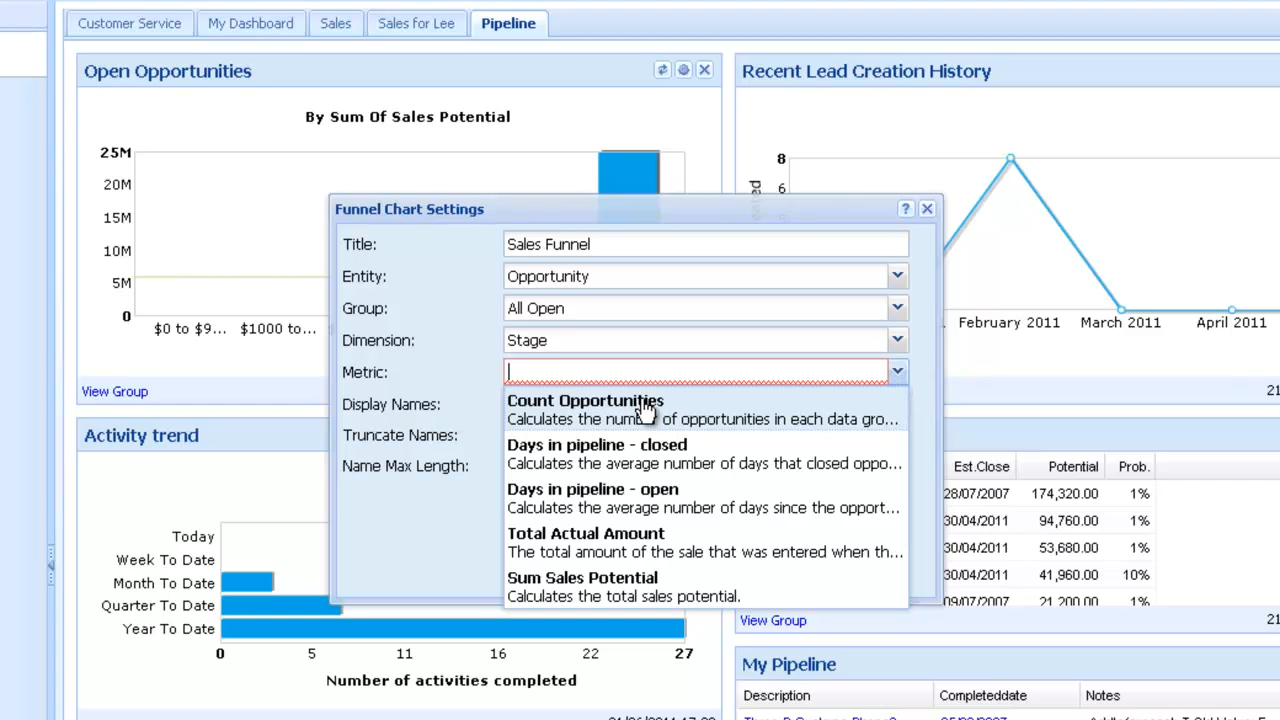 Customer Service
My Dashboard
Sales
Sales for Lee
Pipeline
Open Opportunities
By Sum Of Sales Potential
25M
20M
15M
10M
5M
0
$0 to $9...
$1000 to...
View Group
Recent Lead Creation History
8
6
February 2011
March 2011
April 2011
21
Funnel Chart Settings
?
Title:
Sales Funnel
Entity:
Opportunity
Group:
All Open
Dimension:
Stage
Metric:
Display Names:
Truncate Names:
Name Max Length:
Count Opportunities
Calculates the number of opportunities in each data gro...
Days in pipeline - closed
Calculates the average number of days that closed oppo...
Days in pipeline - open
Calculates the average number of days since the opport...
Total Actual Amount
The total amount of the sale that was entered when th...
Sum Sales Potential
Calculates the total sales potential.
Activity trend
Today
Week To Date
Month To Date
Quarter To Date
Year To Date
0
5
11
16
22
27
Number of activities completed
Est.Close
Potential
Prob.
28/07/2007
174,320.00
1%
30/04/2011
94,760.00
1%
30/04/2011
53,680.00
1%
30/04/2011
41,960.00
10%
09/07/2007
21,200.00
1%
View Group
21
My Pipeline
Description
Completeddate
Notes